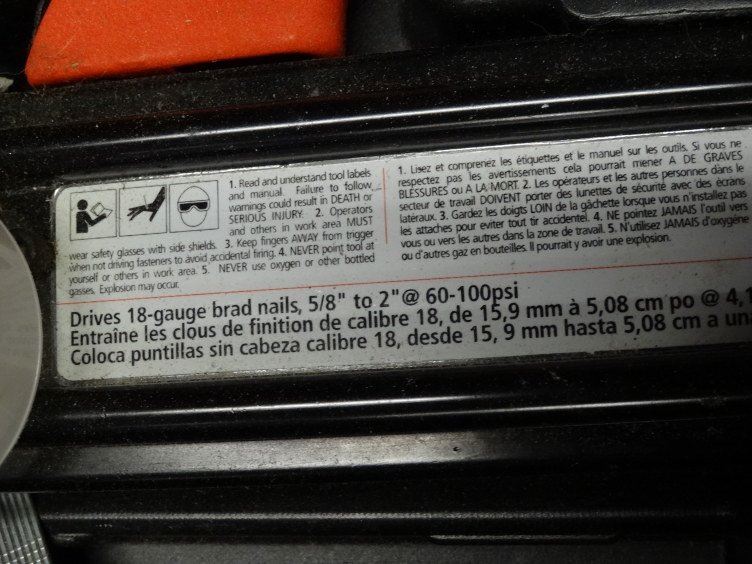 1. Read and understand tool labels
and manual. Failure to follow
warnings could result in DEATH or
SERIOUS INJURY. 2. Operators
and others in work area MUST
wear safety glasses with side shields. 3. Keep fingers AWAY from trigger
when not driving fasteners to avoid accidental firing. 4. NEVER point tool at
yourself or others in work area. 5. NEVER use oxygen or other bottled
gasses. Explosion may occur.
1. Lisez et comprenez les étiquettes et le manuel sur les outils. Si vous ne
respectez pas les avertissements cela pourrait mener A DE GRAVES
BLESSURES ou A LA MORT. 2. Les opérateurs et les autres personnes dans le
secteur de travail DOIVENT porter des lunettes de sécurité avec des écrans
latéraux. 3. Gardez les doigts LOIN de la gâchette lorsque vous n'installez pas
les attaches pour eviter tout tir accidentel. 4. NE pointez JAMAIS l'outil vers
vous ou vers les autres dans la zone de travail. 5. N'utilisez JAMAIS d'oxygène
ou d'autres gaz en bouteilles. Il pourrait y avoir une explosion.
Drives 18-gauge brad nails, 5/8" to 2"@ 60-100psi
Entraîne les clous de finition de calibre 18, de 15,9 mm à 5,08 cm po @ 4,1
Coloca puntillas sin cabeza calibre 18, desde 15, 9 mm hasta 5,08 cm a una